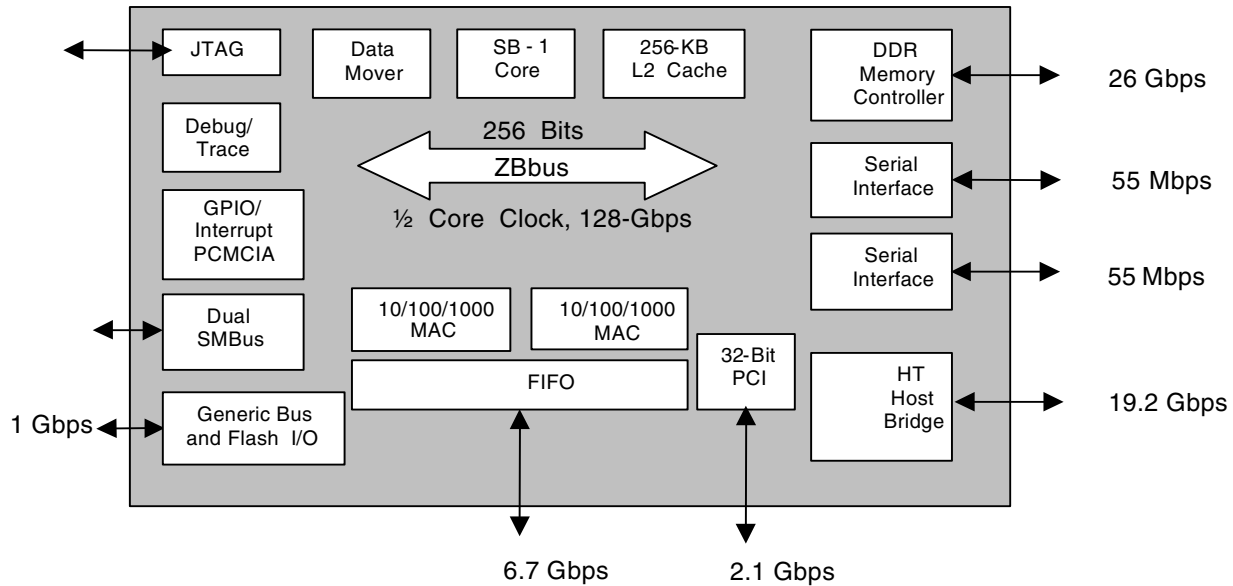 JTAG
Data
Mover
SB - 1
Core
256-KB
L2 Cache
DDR
Memory
Controller
26 Gbps
Debug/
Trace
256 Bits
ZBbus
½ Core Clock, 128-Gbps
Serial
Interface
55 Mbps
GPIO/
Interrupt
PCMCIA
Serial
Interface
55 Mbps
Dual
SMBus
10/100/1000
MAC
10/100/1000
MAC
FIFO
32-Bit
PCI
HT
Host
Bridge
19.2 Gbps
1 Gbps
Generic Bus
and Flash I/O
6.7 Gbps
2.1 Gbps